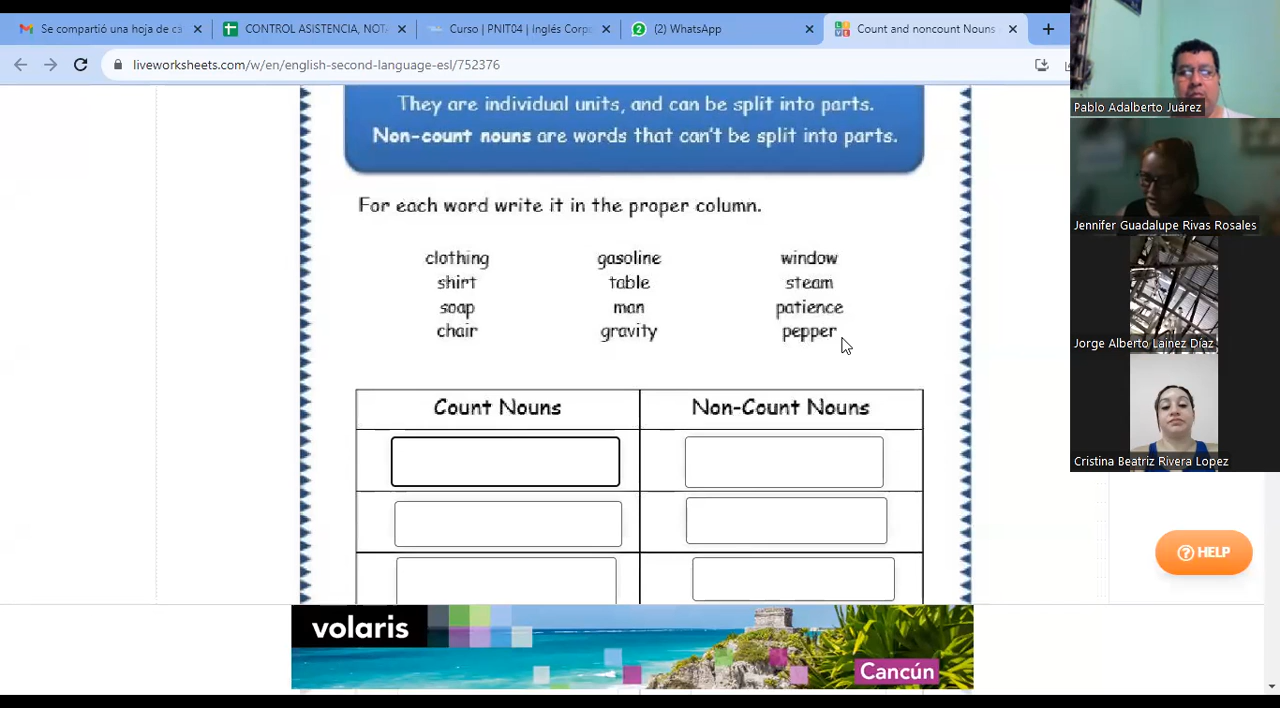 Se compartió una hoja de cá
CONTROL ASISTENCIA, NOT
Curso | PNIT04 | Inglés Corpo
(2) WhatsApp
Count and noncount Nouns
liveworksheets.com/w/en/english-second-language-esl/752376
They are individual units, and can be split into parts.
Non-count nouns are words that can't be split into parts.
For each word write it in the proper column.
clothing gasoline window
shirt table steam
soap man patience
chair gravity pepper
Count Nouns Non-Count Nouns
HELP
volaris
Cancún
Pablo Adalberto Juárez
Jennifer Guadalupe Rivas Rosales
Jorge Alberto Laínez Díaz
Cristina Beatriz Rivera Lopez